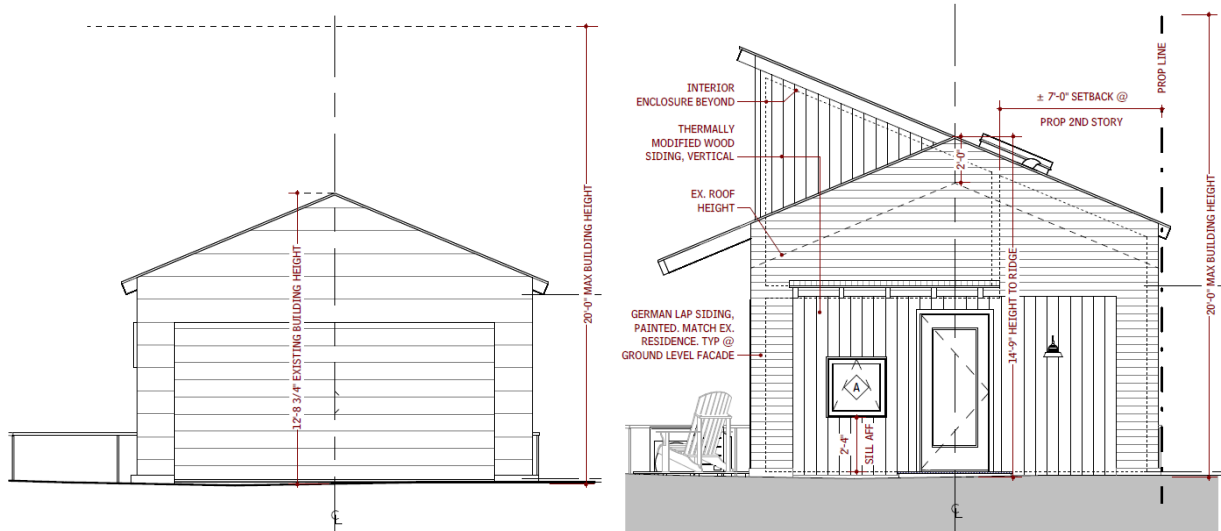 12'-8 3/4" EXISTING BUILDING HEIGHT
20'-0" MAX BUILDING HEIGHT
℄
INTERIOR
ENCLOSURE BEYOND
THERMALLY
MODIFIED WOOD
SIDING, VERTICAL
EX. ROOF
HEIGHT
GERMAN LAP SIDING,
PAINTED. MATCH EX.
RESIDENCE. TYP @
GROUND LEVEL FACADE
A
2'-4"
SILL AFF
2'-0"
14'-9" HEIGHT TO RIDGE
± 7'-0" SETBACK @
PROP 2ND STORY
PROP LINE
20'-0" MAX BUILDING HEIGHT
℄